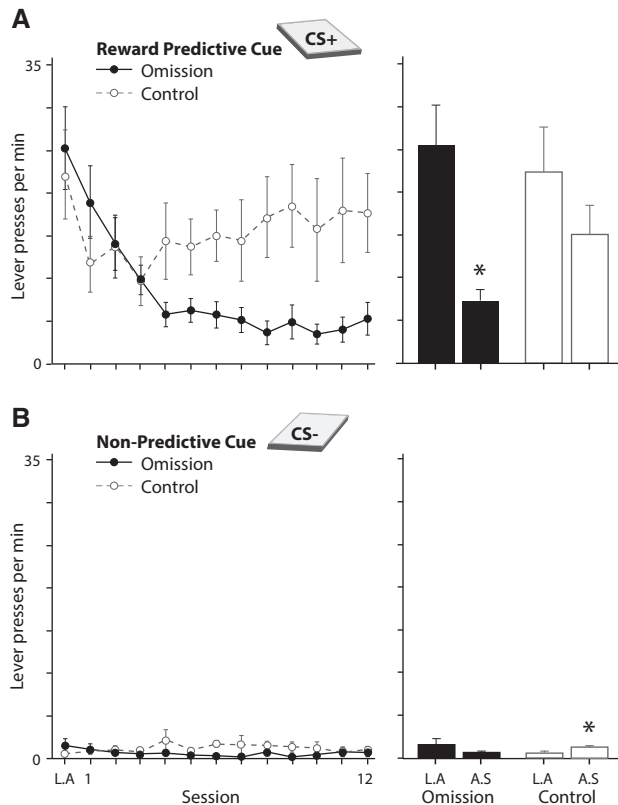 A
CS+
Reward Predictive Cue
Omission
Control
35
Lever presses per min
0
*
B
CS-
Non-Predictive Cue
Omission
Control
35
Lever presses per min
0
*
L.A 1 12
Session
L.A A.S L.A A.S
Omission Control